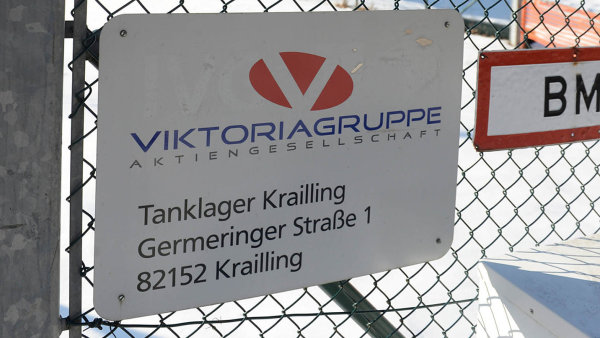 VIKTORIAGRUPPE
AKTIENGESELLSCHAFT
Tanklager Krailling
Germeringer Straße 1
82152 Krailling
BM